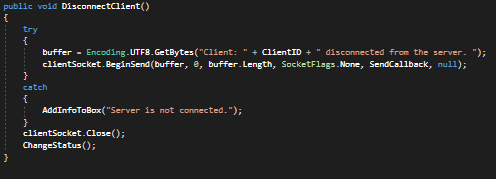 public void DisconnectClient()
{
try
{
buffer = Encoding.UTF8.GetBytes("Client: " + ClientID + " disconnected from the server. ");
clientSocket.BeginSend(buffer, 0, buffer.Length, SocketFlags.None, SendCallback, null);
}
catch
{
AddInfoToBox("Server is not connected.");
}
clientSocket.Close();
ChangeStatus();
}